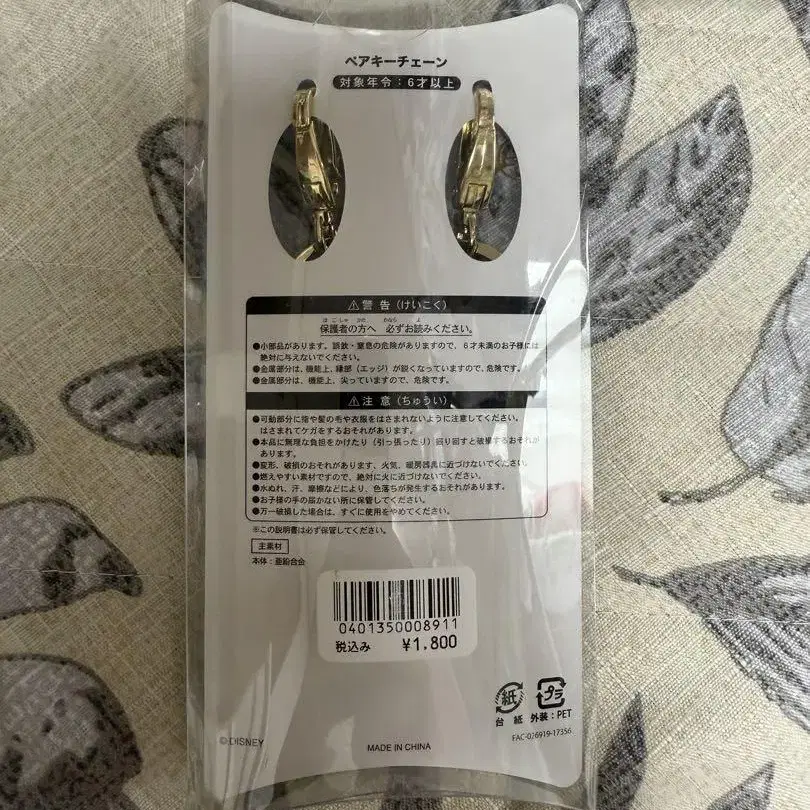 ペアキーチェーン
対象年令：6才以上
⚠警 告（けいこく）
保護者の方へ 必ずお読みください。
●小部品があります。誤飲・窒息の危険がありますので、6才未満のお子様には
絶対に与えないでください。
●金属部分は、機能上、縁部（エッジ）が鋭くなっていますので、危険です。
●金属部分は、機能上、尖っていますので、危険です。
⚠注 意（ちゅうい）
●可動部分に指や髪の毛や衣服をはさまれないように注意してください。
はさまれてケガをするおそれがあります。
●本品に無理な負担をかけたり（引っ張ったり）振り回すと破損するおそれが
あります。
●変形、破損のおそれがあります、火気、暖房器具に近づけないでください。
●燃えやすい素材ですので、絶対に火に近づけないでください。
●水ぬれ、汗、摩擦などにより、色落ちが発生するおそれがあります。
●お子様の手の届かない所に保管してください。
●万一破損した場合は、すぐに使用をやめてください。
※この説明書は必ず保管してください。
主素材
本体：亜鉛合金
0401350008911
税込み ¥1,800
紙 プラ
台 紙 外装：PET
FAC-026919-17356
©DISNEY
MADE IN CHINA